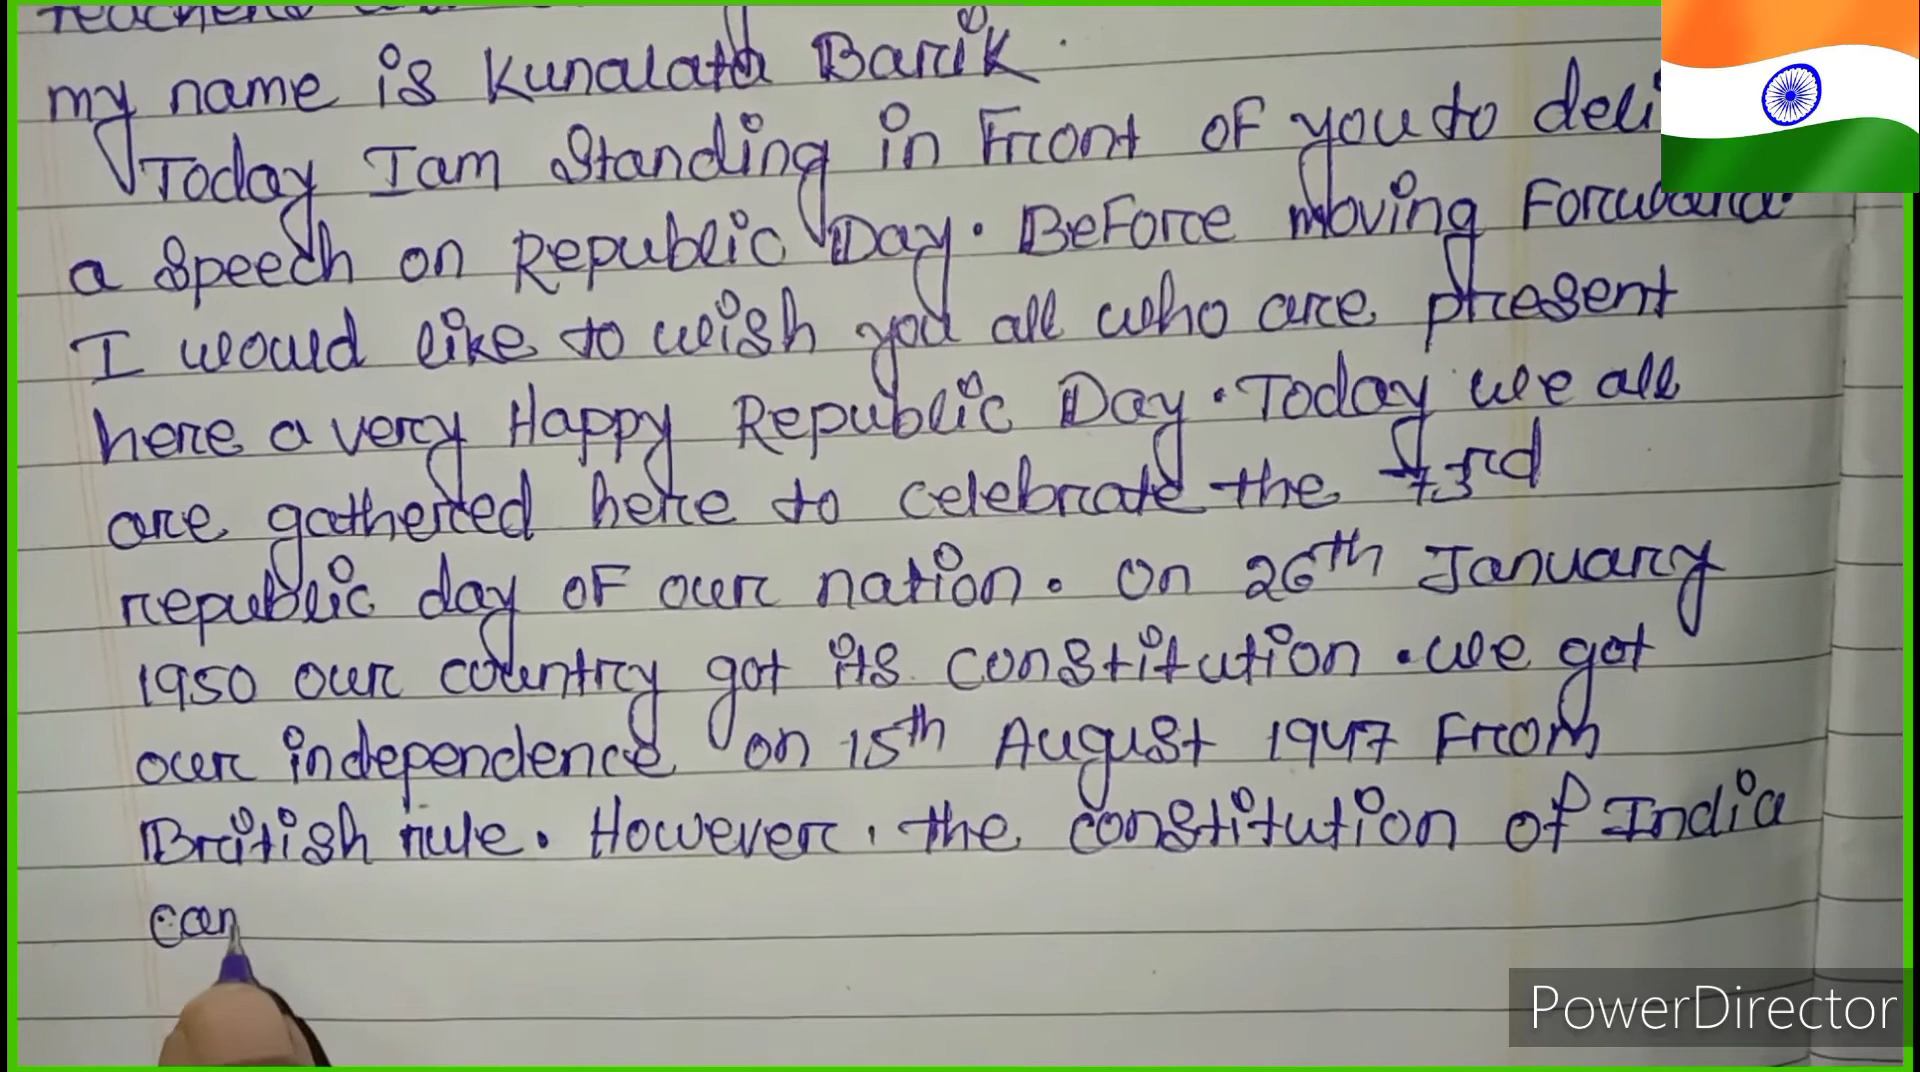 teachers
my name is Kunalata Barik.
Today I am Standing in Front of you to deli
a Speech on Republic Day. Before moving Forward
I would like to wish you all who are present
here a very Happy Republic Day. Today we all
are gathered here to celebrate the 73rd
republic day of our nation. On 26th January
1950 our country got its constitution. we got
our independence on 15th August 1947 From
British rule. However, the constitution of India
cam
PowerDirector